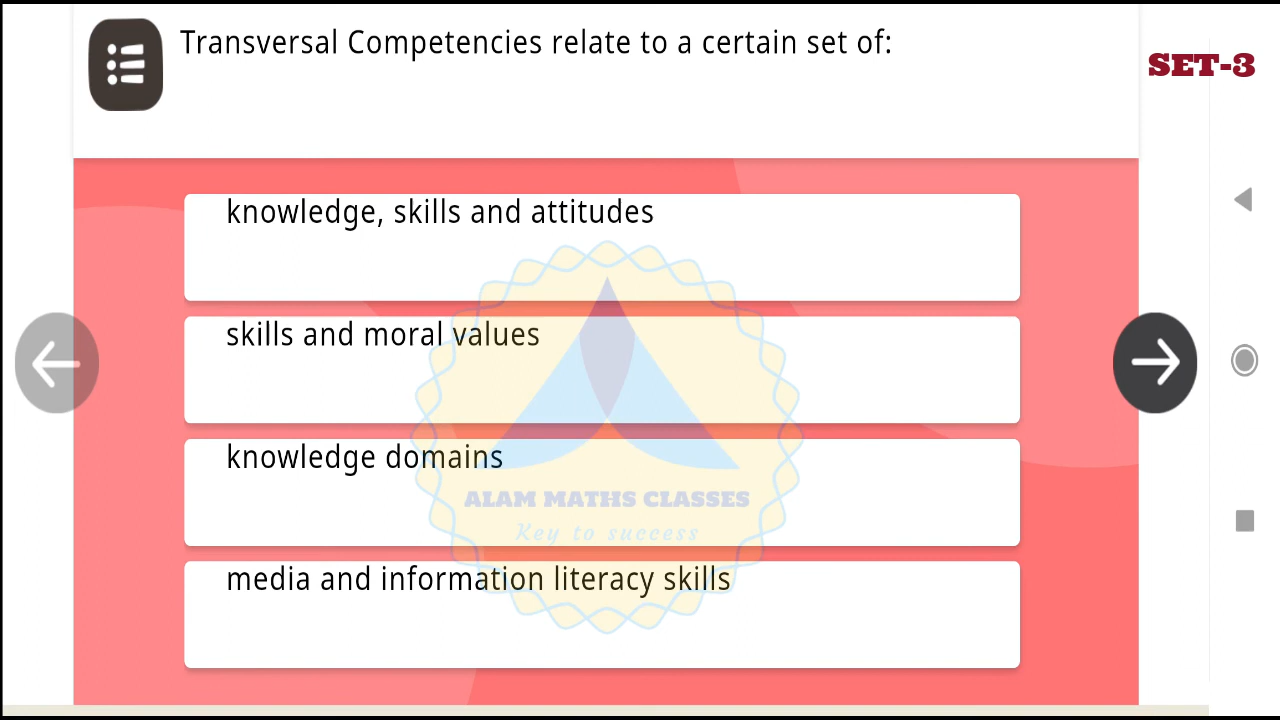 Transversal Competencies relate to a certain set of:
SET-3
knowledge, skills and attitudes
skills and moral values
knowledge domains
ALAM MATHS CLASSES
Key to success
media and information literacy skills